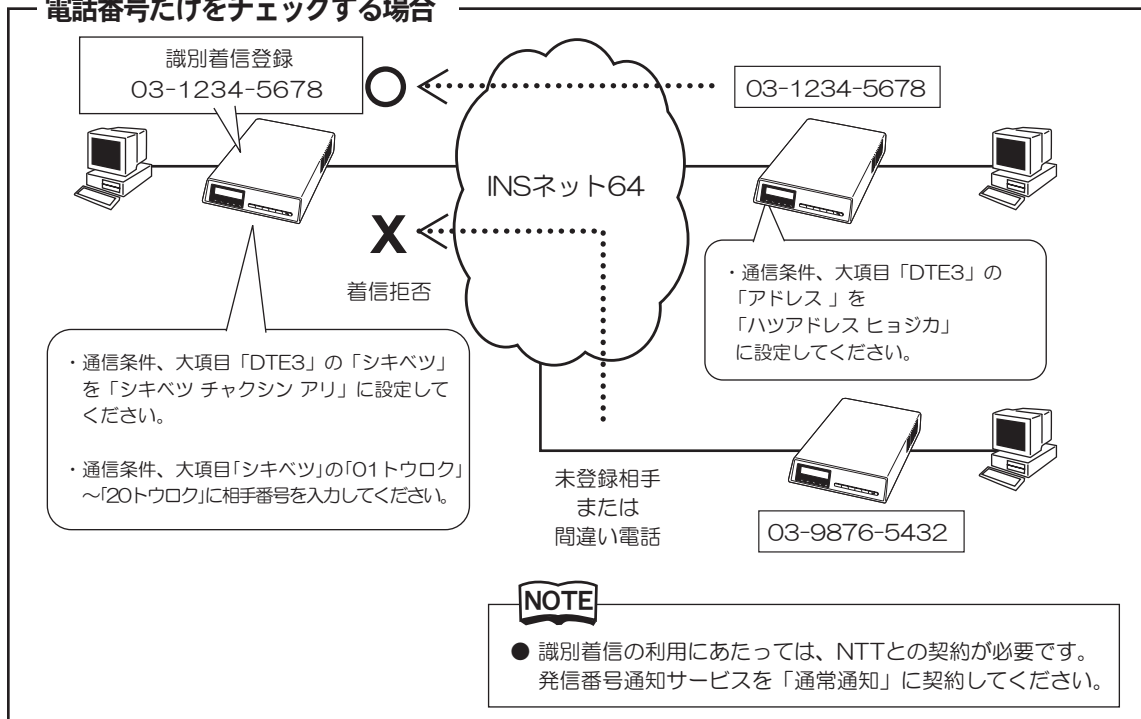 電話番号だけをチェックする場合
識別着信登録
03-1234-5678
03-1234-5678
INSネット64
X
着信拒否
・通信条件、大項目「DTE3」の
「アドレス 」を
「ハツアドレス ヒョジカ」
に設定してください。
・通信条件、大項目「DTE3」の「シキベツ」
を「シキベツ チャクシン アリ」に設定して
ください。
・通信条件、大項目「シキベツ」の「01トウロク」
～「20トウロク」に相手番号を入力してください。
未登録相手
または
間違い電話
03-9876-5432
NOTE
● 識別着信の利用にあたっては、NTTとの契約が必要です。
発信番号通知サービスを「通常通知」に契約してください。